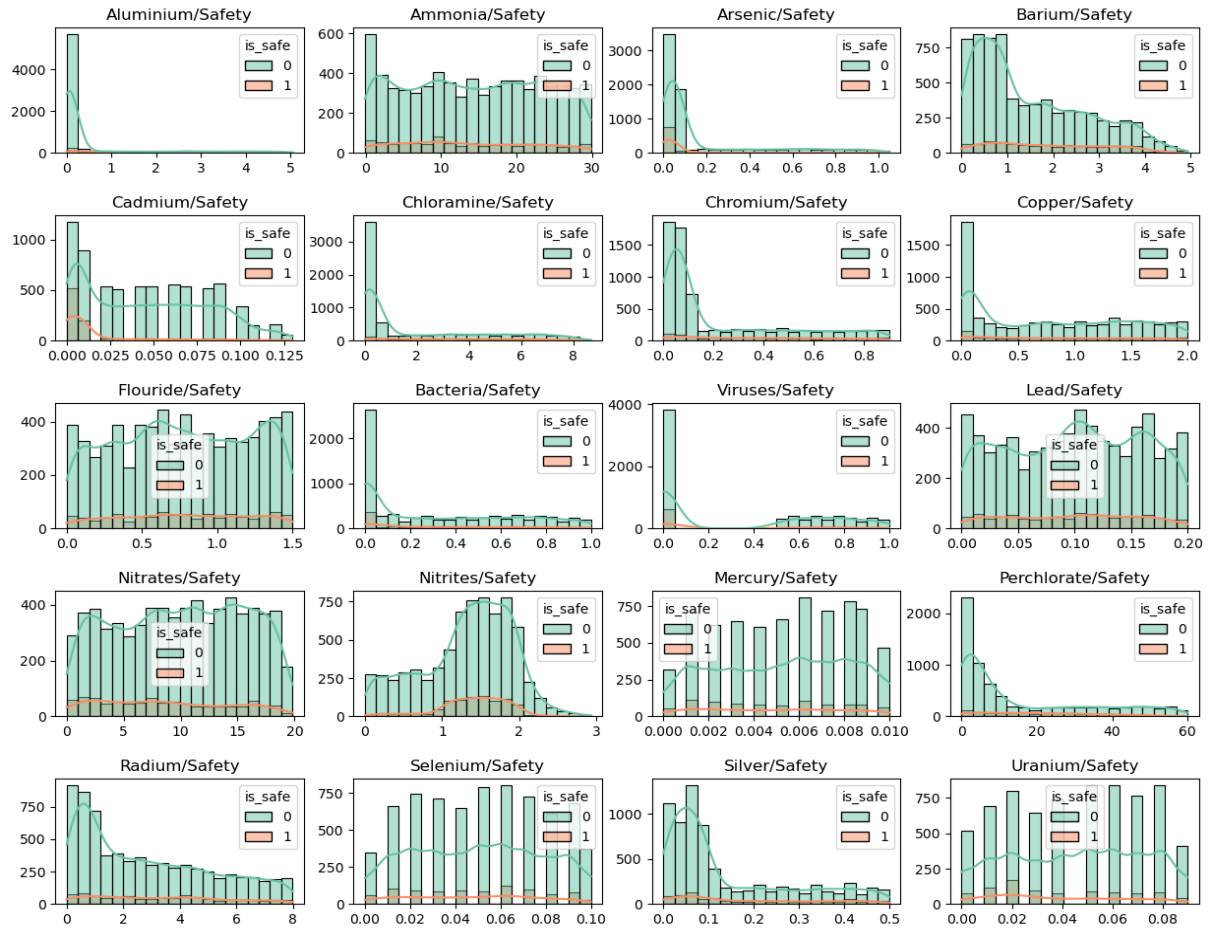 Aluminium/Safety
4000
2000
0
0 1 2 3 4 5
is_safe
0
1
Ammonia/Safety
600
400
200
0
0 10 20 30
is_safe
0
1
Arsenic/Safety
3000
2000
1000
0
0.0 0.2 0.4 0.6 0.8 1.0
is_safe
0
1
Barium/Safety
750
500
250
0
0 1 2 3 4 5
is_safe
0
1
Cadmium/Safety
1000
500
0
0.000 0.025 0.050 0.075 0.100 0.125
is_safe
0
1
Chloramine/Safety
3000
2000
1000
0
0 2 4 6 8
is_safe
0
1
Chromium/Safety
1500
1000
500
0
0.0 0.2 0.4 0.6 0.8
is_safe
0
1
Copper/Safety
1500
1000
500
0
0.0 0.5 1.0 1.5 2.0
is_safe
0
1
Flouride/Safety
400
200
0
0.0 0.5 1.0 1.5
is_safe
0
1
Bacteria/Safety
2000
1000
0
0.0 0.2 0.4 0.6 0.8 1.0
is_safe
0
1
Viruses/Safety
4000
2000
0
0.0 0.2 0.4 0.6 0.8 1.0
is_safe
0
1
Lead/Safety
400
200
0
0.00 0.05 0.10 0.15 0.20
is_safe
0
1
Nitrates/Safety
400
200
0
0 5 10 15 20
is_safe
0
1
Nitrites/Safety
750
500
250
0
0 1 2 3
is_safe
0
1
Mercury/Safety
750
500
250
0
0.000 0.002 0.004 0.006 0.008 0.010
is_safe
0
1
Perchlorate/Safety
2000
1000
0
0 20 40 60
is_safe
0
1
Radium/Safety
750
500
250
0
0 2 4 6 8
is_safe
0
1
Selenium/Safety
750
500
250
0
0.00 0.02 0.04 0.06 0.08 0.10
is_safe
0
1
Silver/Safety
1000
500
0
0.0 0.1 0.2 0.3 0.4 0.5
is_safe
0
1
Uranium/Safety
750
500
250
0
0.00 0.02 0.04 0.06 0.08
is_safe
0
1